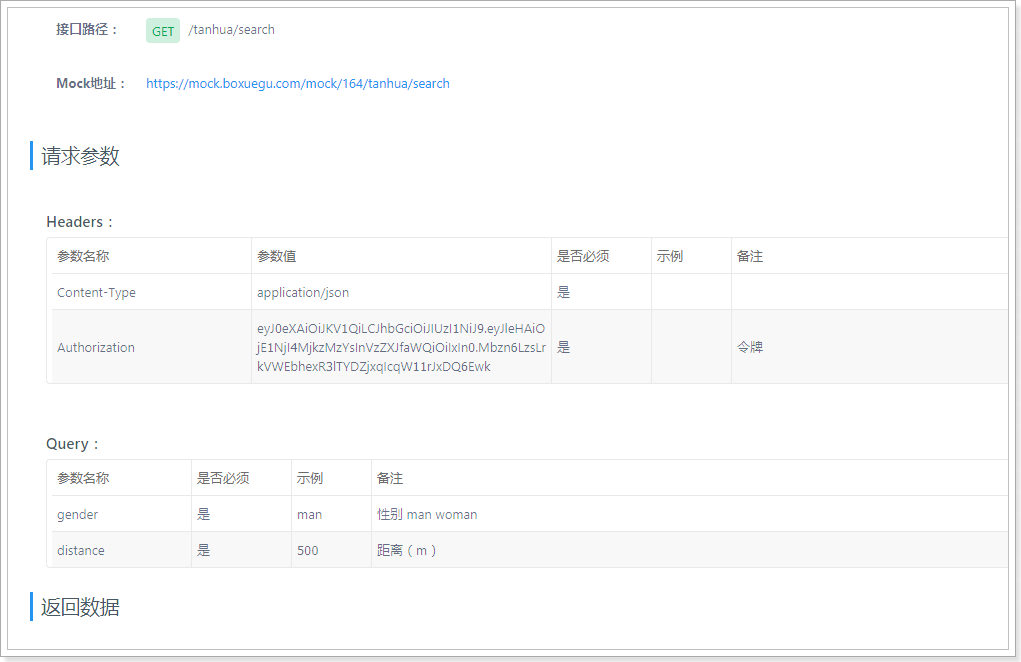 接口路径： GET /tanhua/search
Mock地址： https://mock.boxuegu.com/mock/164/tanhua/search
请求参数
Headers：
参数名称 参数值 是否必须 示例 备注
Content-Type application/json 是
eyJ0eXAiOiJKV1QiLCJhbGciOiJIUzI1NiJ9.eyJleHAiO
Authorization jE1NjI4MjkzMzYsInVzZXJfaWQiOiIxIn0.Mbzn6LzsLr 是 令牌
kVWEbhexR3lTYDZjxqIcqW11rJxDQ6Ewk
Query：
参数名称 是否必须 示例 备注
gender 是 man 性别 man woman
distance 是 500 距离（m）
返回数据